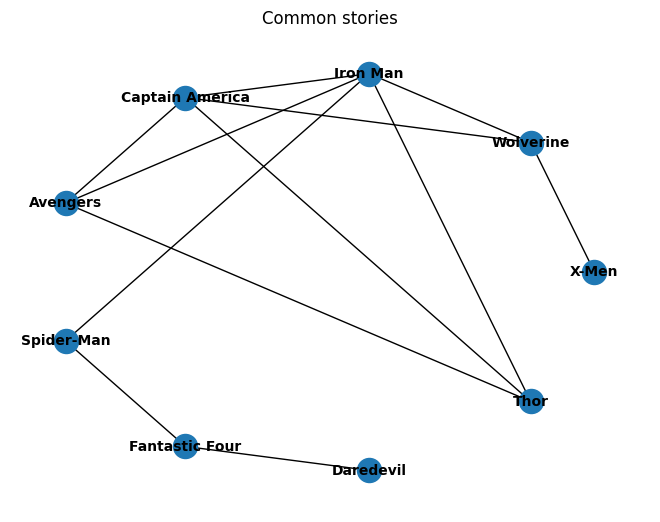 Common stories
Iron Man
Captain America
Wolverine
Avengers
X-Men
Spider-Man
Thor
Fantastic Four
Daredevil